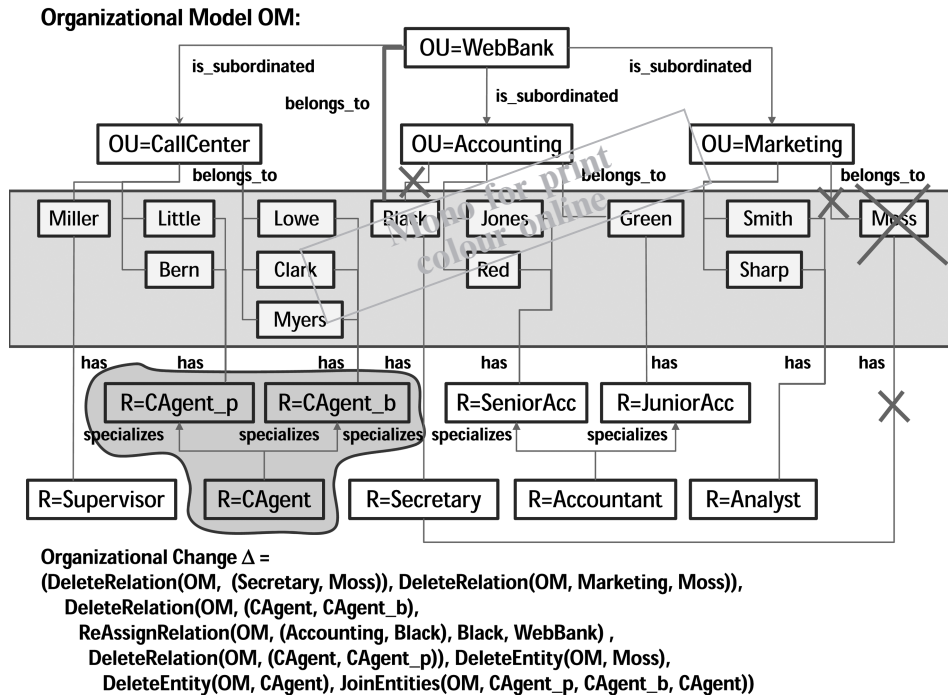 Organizational Model OM:
OU=WebBank
is_subordinated
is_subordinated
belongs_to
is_subordinated
OU=CallCenter
OU=Accounting
OU=Marketing
belongs_to
belongs_to
belongs_to
Mono for print
colour online
Miller
Little
Lowe
Black
Jones
Green
Smith
Moss
Bern
Clark
Red
Sharp
Myers
has
has
has
has
has
has
has
has
R=CAgent_p
R=CAgent_b
R=SeniorAcc
R=JuniorAcc
specializes
specializes
specializes
specializes
specializes
R=Supervisor
R=CAgent
R=Secretary
R=Accountant
R=Analyst
Organizational Change Δ =
(DeleteRelation(OM, (Secretary, Moss)), DeleteRelation(OM, Marketing, Moss)),
DeleteRelation(OM, (CAgent, CAgent_b),
ReAssignRelation(OM, (Accounting, Black), Black, WebBank) ,
DeleteRelation(OM, (CAgent, CAgent_p)), DeleteEntity(OM, Moss),
DeleteEntity(OM, CAgent), JoinEntities(OM, CAgent_p, CAgent_b, CAgent))